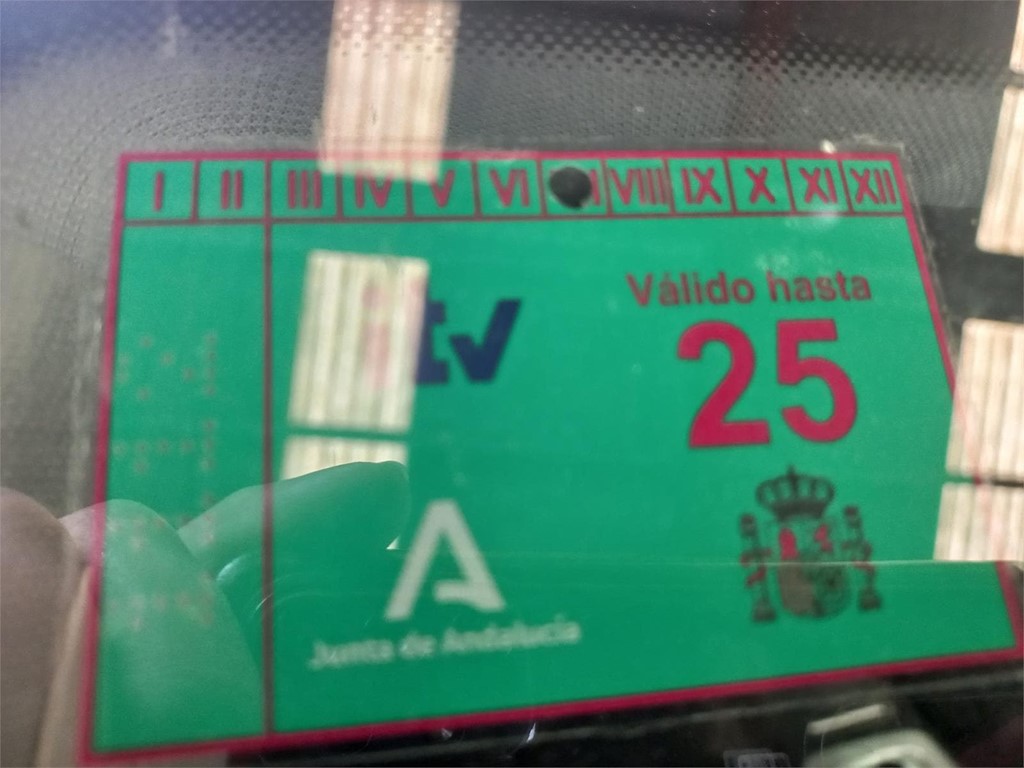 I II III IV V VI VIII IX X XI XII
itv
Válido hasta
25
A
Junta de Andalucía